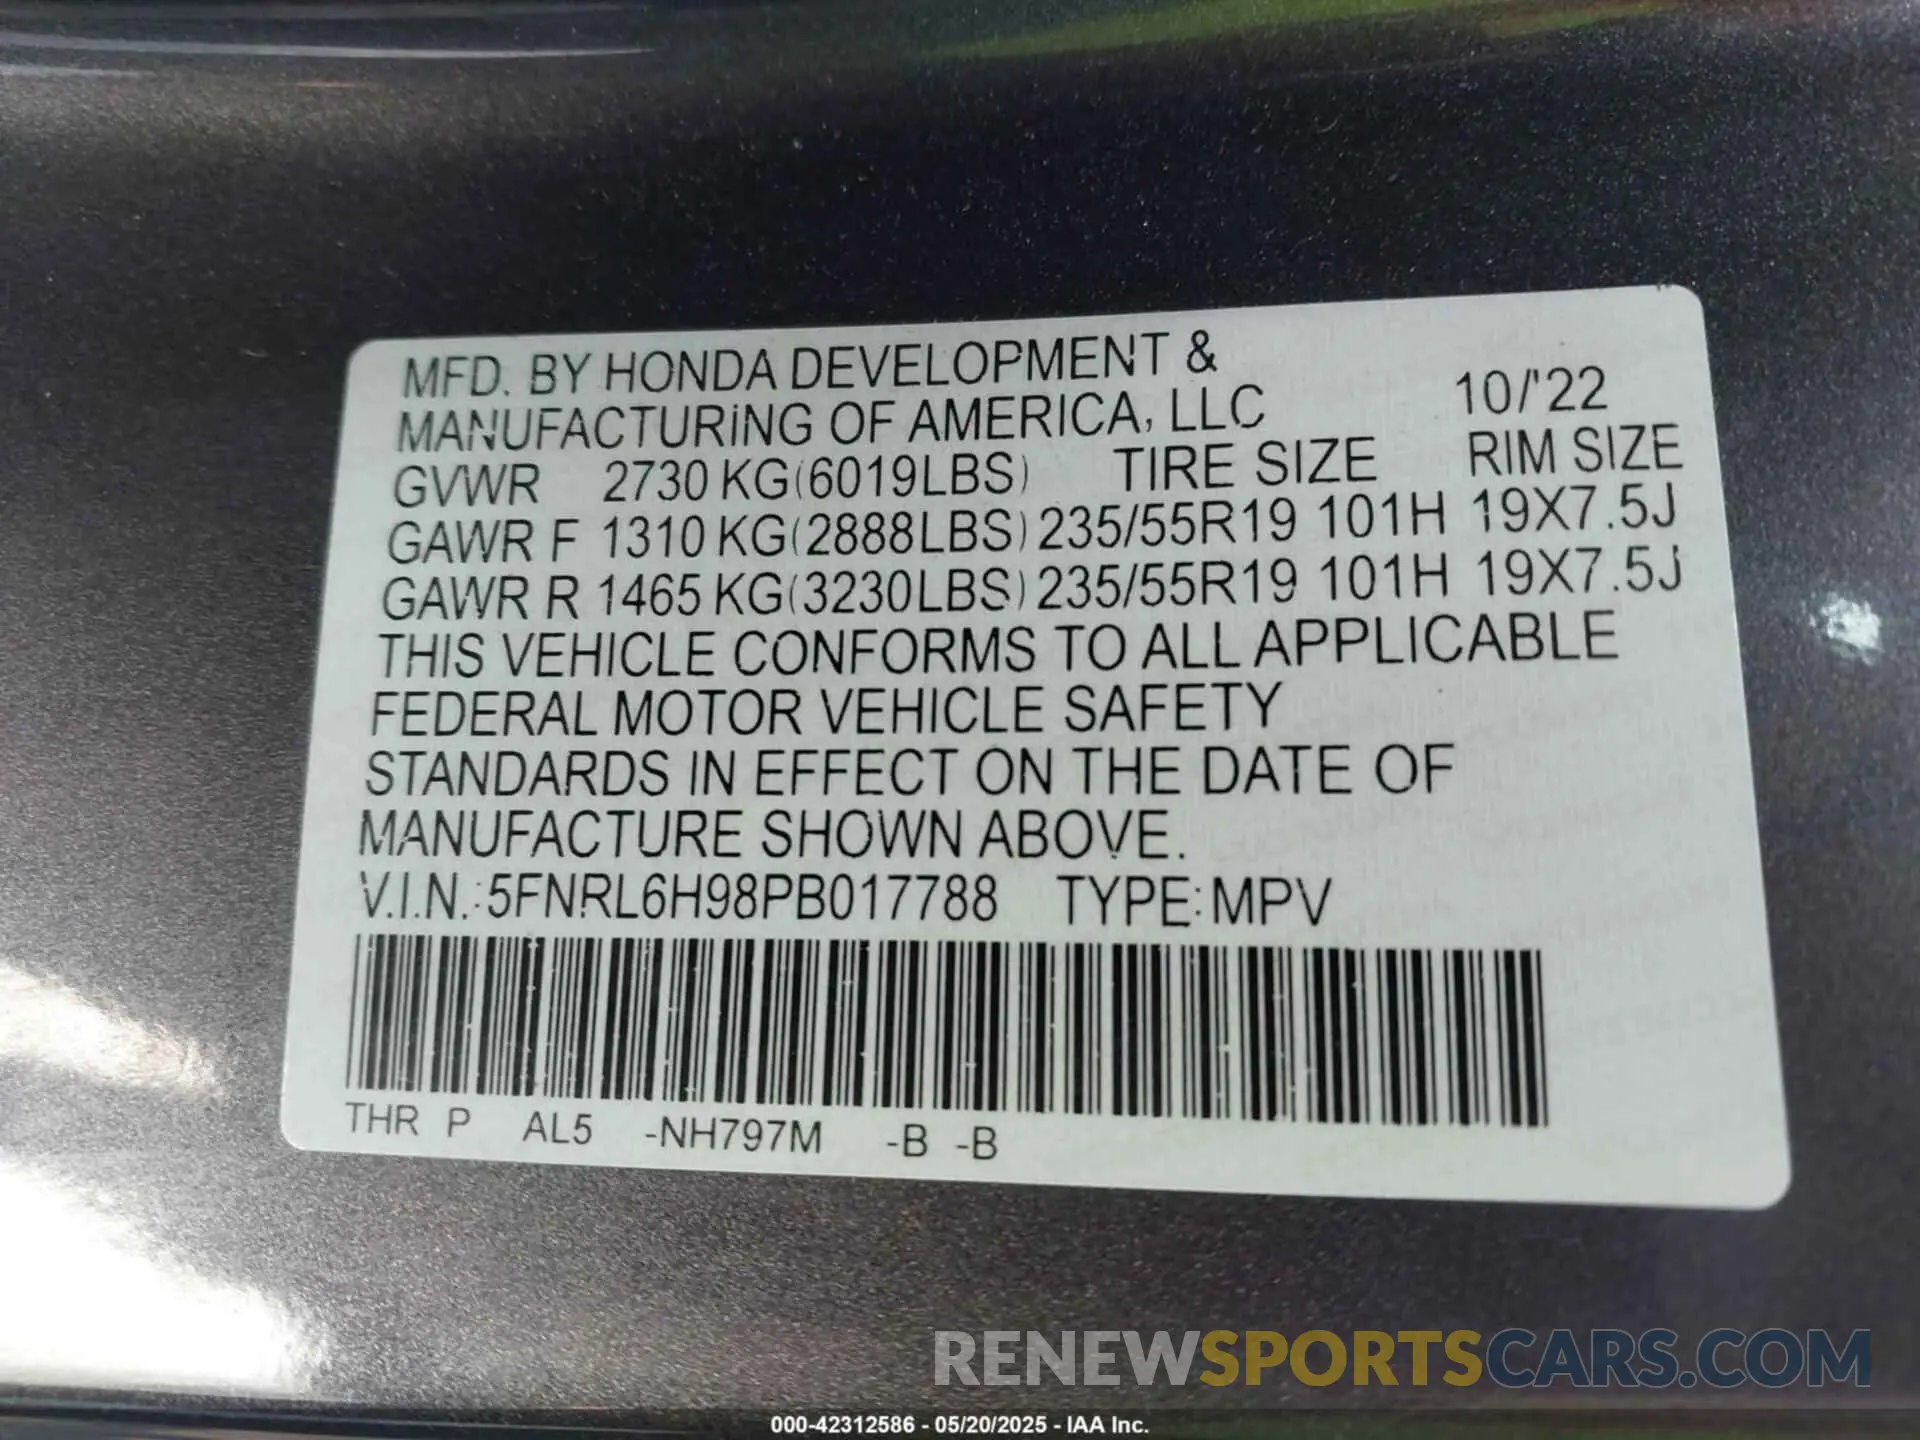 MFD. BY HONDA DEVELOPMENT &
MANUFACTURING OF AMERICA, LLC 10/'22
GVWR 2730 KG(6019LBS) TIRE SIZE RIM SIZE
GAWR F 1310 KG(2888LBS) 235/55R19 101H 19X7.5J
GAWR R 1465 KG(3230LBS) 235/55R19 101H 19X7.5J
THIS VEHICLE CONFORMS TO ALL APPLICABLE
FEDERAL MOTOR VEHICLE SAFETY
STANDARDS IN EFFECT ON THE DATE OF
MANUFACTURE SHOWN ABOVE.
V.I.N.: 5FNRL6H98PB017788 TYPE: MPV
THR P AL5 -NH797M -B -B
RENEWSPORTSCARS.COM
000-42312586 - 05/20/2025 - IAA Inc.